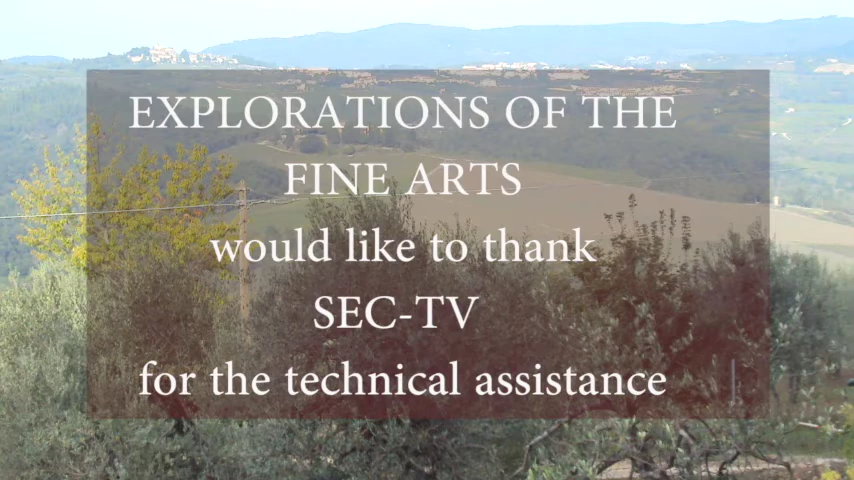 EXPLORATIONS OF THE
FINE ARTS
would like to thank
SEC-TV
for the technical assistance